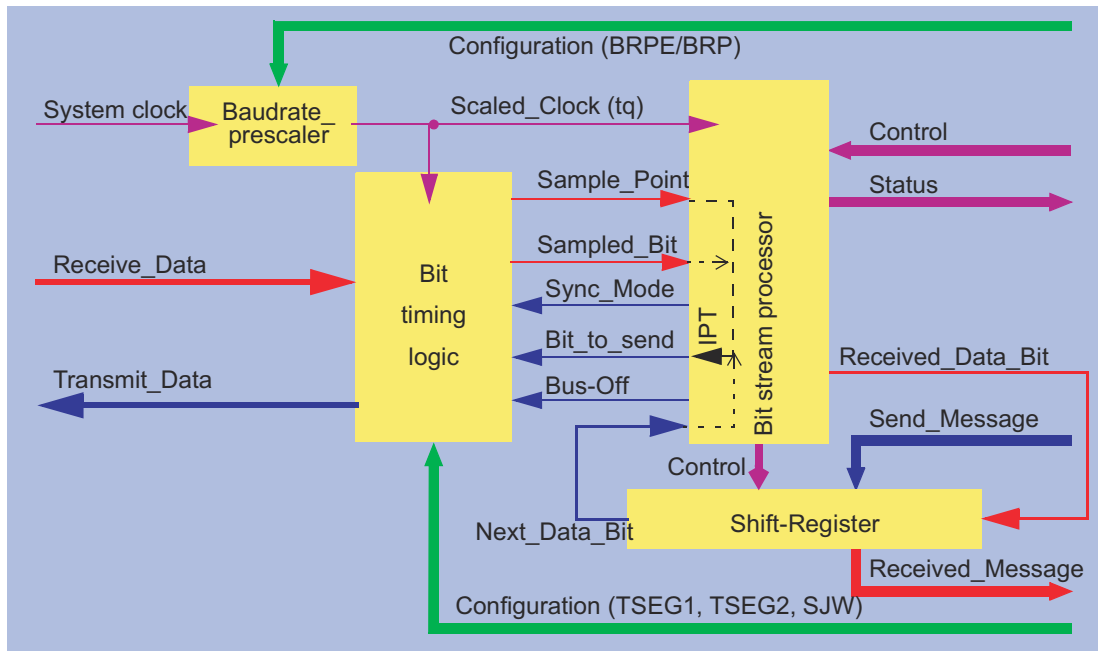 Configuration (BRPE/BRP)
System clock
Baudrate_
prescaler
Scaled_Clock (tq)
Control
Status
Sample_Point
Sampled_Bit
Receive_Data
Bit
timing
logic
Sync_Mode
Bit_to_send
IPT
Bit stream processor
Received_Data_Bit
Transmit_Data
Bus-Off
Send_Message
Control
Next_Data_Bit
Shift-Register
Received_Message
Configuration (TSEG1, TSEG2, SJW)